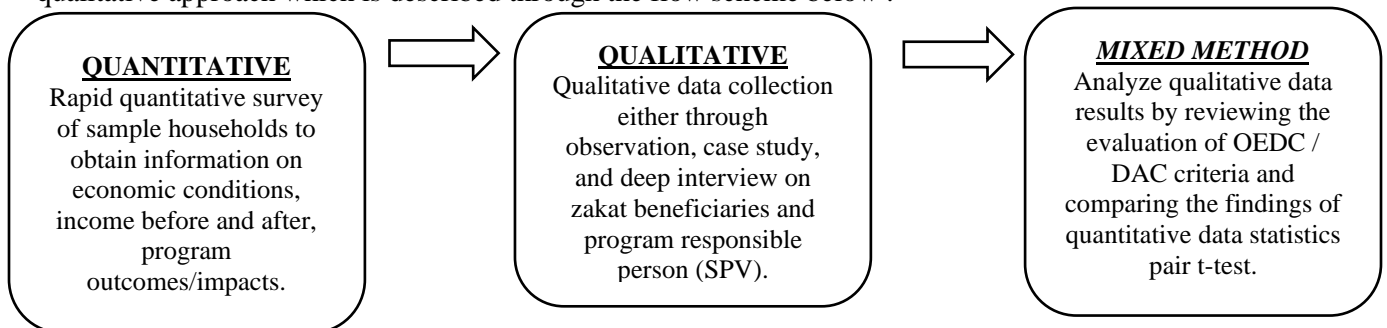 qualitative approach which is described through the flow scheme below .
QUANTITATIVE
Rapid quantitative survey
of sample households to
obtain information on
economic conditions,
income before and after,
program
outcomes/impacts.
QUALITATIVE
Qualitative data collection
either through
observation, case study,
and deep interview on
zakat beneficiaries and
program responsible
person (SPV).
MIXED METHOD
Analyze qualitative data
results by reviewing the
evaluation of OEDC /
DAC criteria and
comparing the findings of
quantitative data statistics
pair t-test.